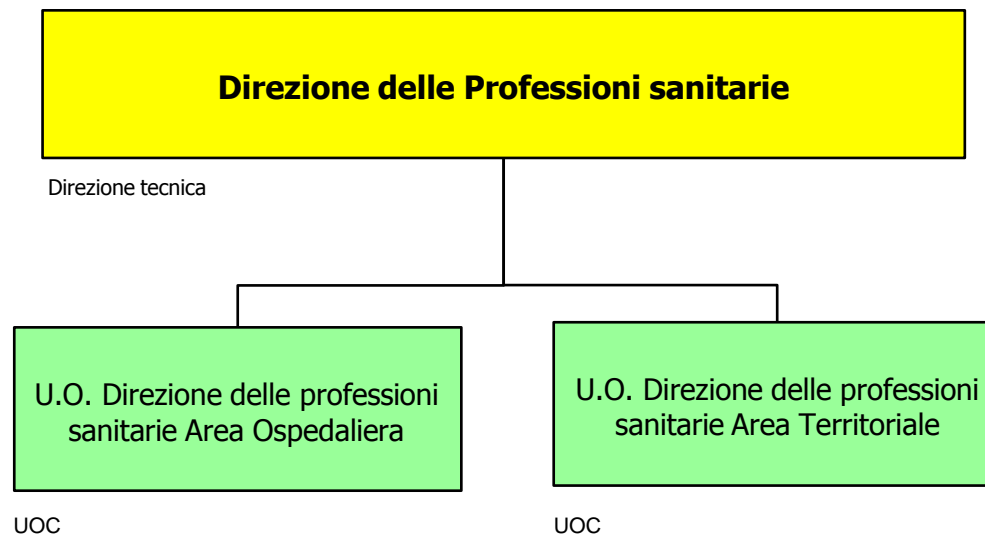 Direzione delle Professioni sanitarie
Direzione tecnica
U.O. Direzione delle professioni
sanitarie Area Ospedaliera
UOC
U.O. Direzione delle professioni
sanitarie Area Territoriale
UOC